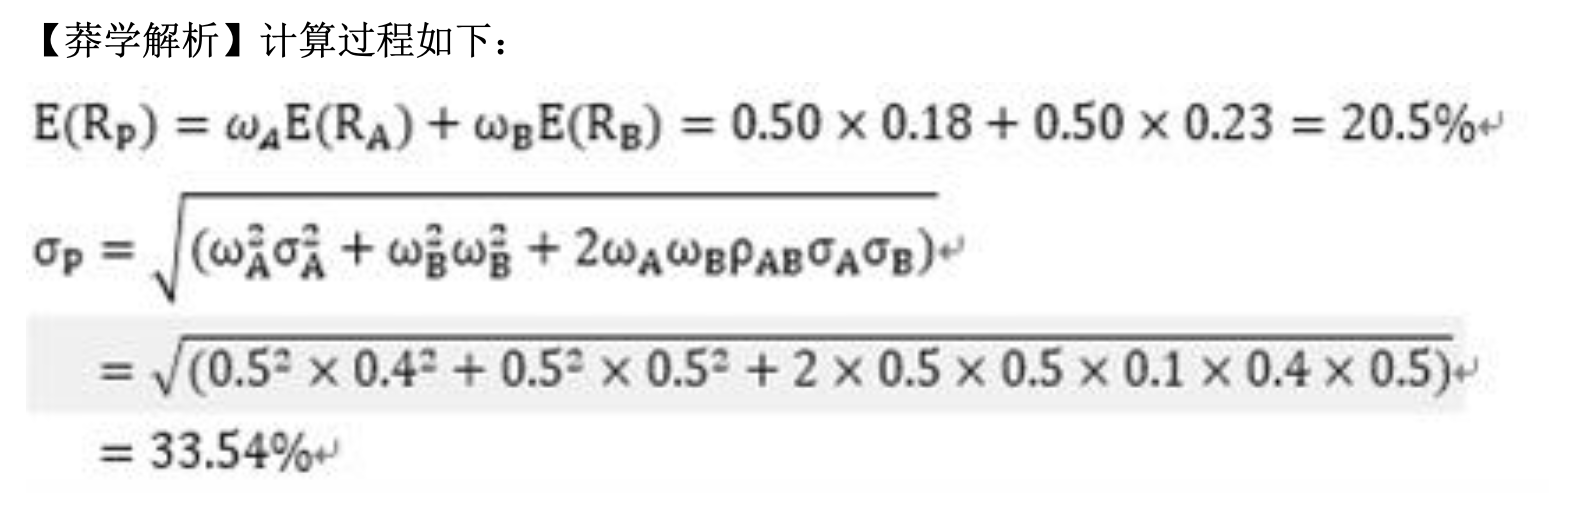 【莽学解析】计算过程如下：
E(R_P) = ω_A E(R_A) + ω_B E(R_B) = 0.50 × 0.18 + 0.50 × 0.23 = 20.5%↵
σ_P = √(ω_A²σ_A² + ω_B²ω_B² + 2ω_Aω_Bρ_ABσ_Aσ_B)↵
= √(0.5² × 0.4² + 0.5² × 0.5² + 2 × 0.5 × 0.5 × 0.1 × 0.4 × 0.5)↵
= 33.54%↵